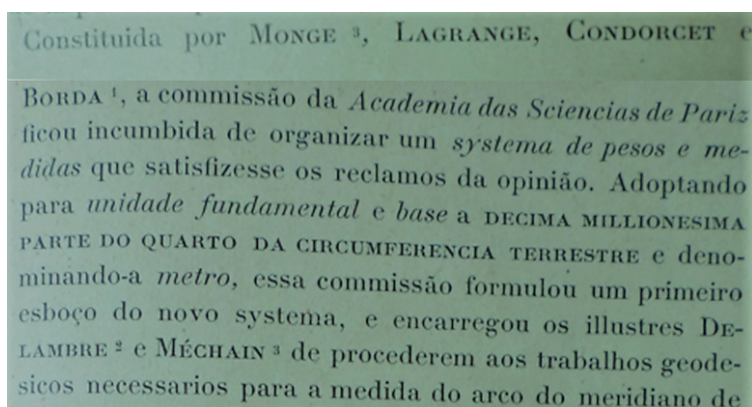 Constituida por MONGE ³, LAGRANGE, CONDORCET e
BORDA ¹, a commissão da Academia das Sciencias de Pariz
ficou incumbida de organizar um systema de pesos e me-
didas que satisfizesse os reclamos da opinião. Adoptando
para unidade fundamental e base a DECIMA MILLIONESIMA
PARTE DO QUARTO DA CIRCUMFERENCIA TERRESTRE e deno-
minando-a metro, essa commissão formulou um primeiro
esboço do novo systema, e encarregou os illustres DE-
LAMBRE ² e MÉCHAIN ³ de procederem aos trabalhos geode-
sicos necessarios para a medida do arco do meridiano de